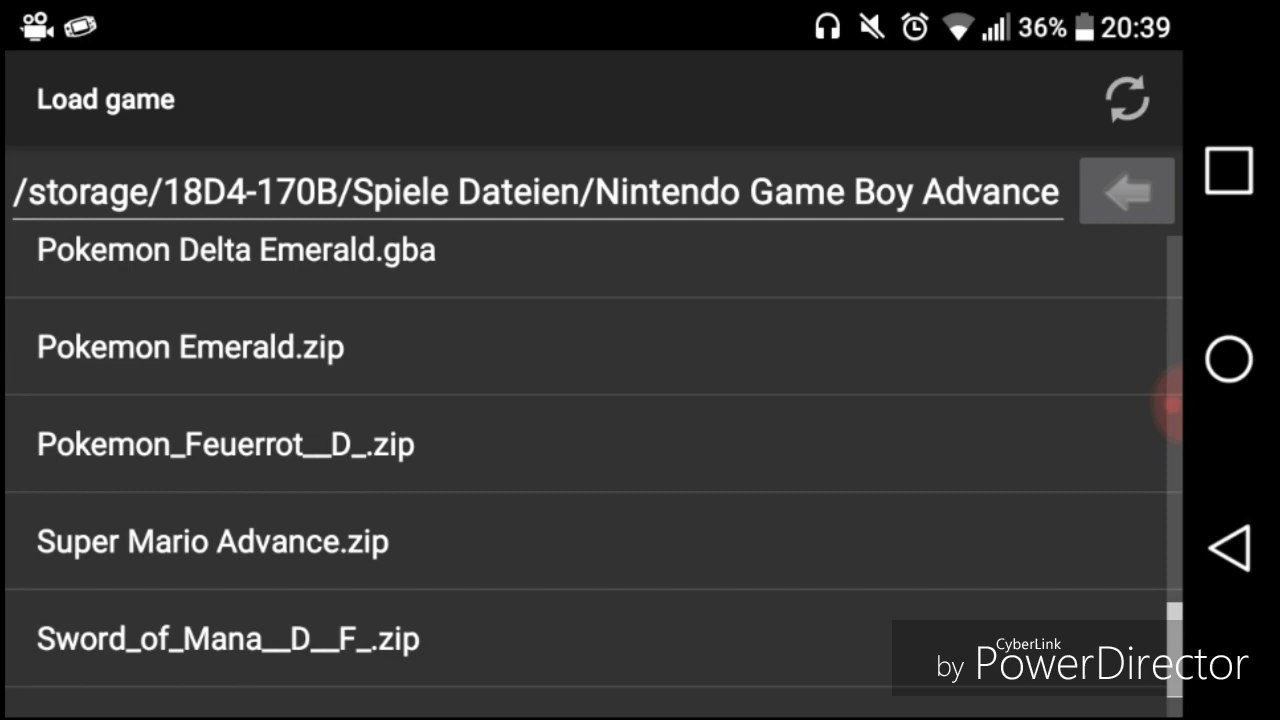 36% 20:39
Load game
/storage/18D4-170B/Spiele Dateien/Nintendo Game Boy Advance
Pokemon Delta Emerald.gba
Pokemon Emerald.zip
Pokemon_Feuerrot__D_.zip
Super Mario Advance.zip
Sword_of_Mana__D__F_.zip
CyberLink
by PowerDirector